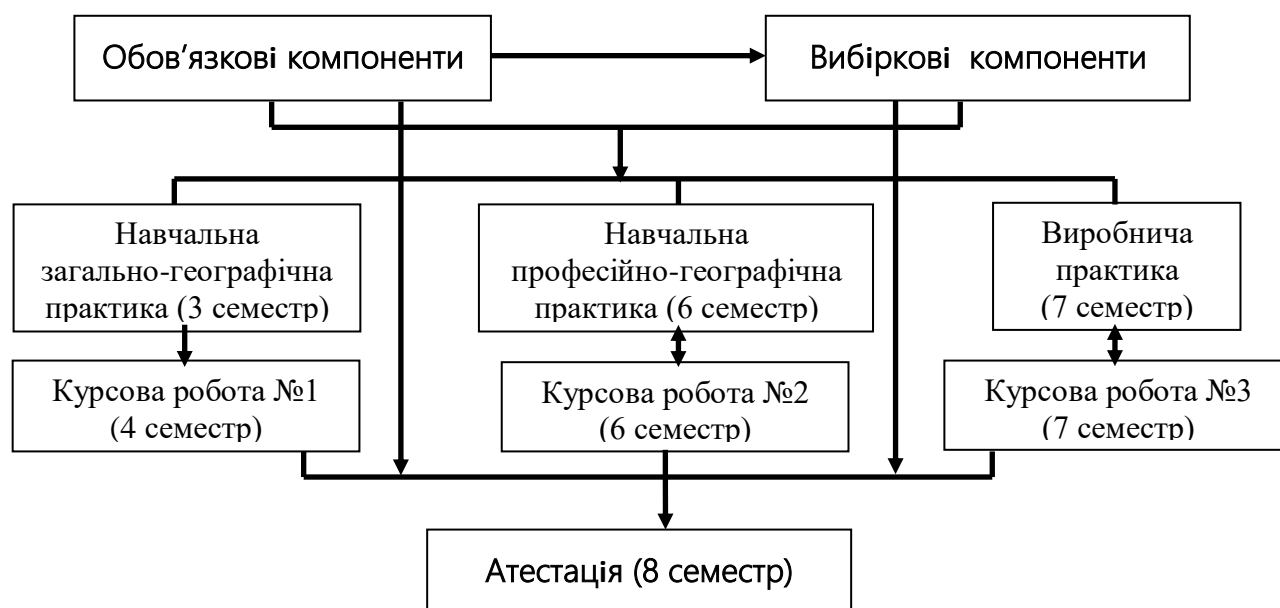 Обов’язкові компоненти
Вибіркові компоненти
Навчальна
загально-географічна
практика (3 семестр)
Навчальна
професійно-географічна
практика (6 семестр)
Виробнича
практика
(7 семестр)
Курсова робота №1
(4 семестр)
Курсова робота №2
(6 семестр)
Курсова робота №3
(7 семестр)
Атестація (8 семестр)